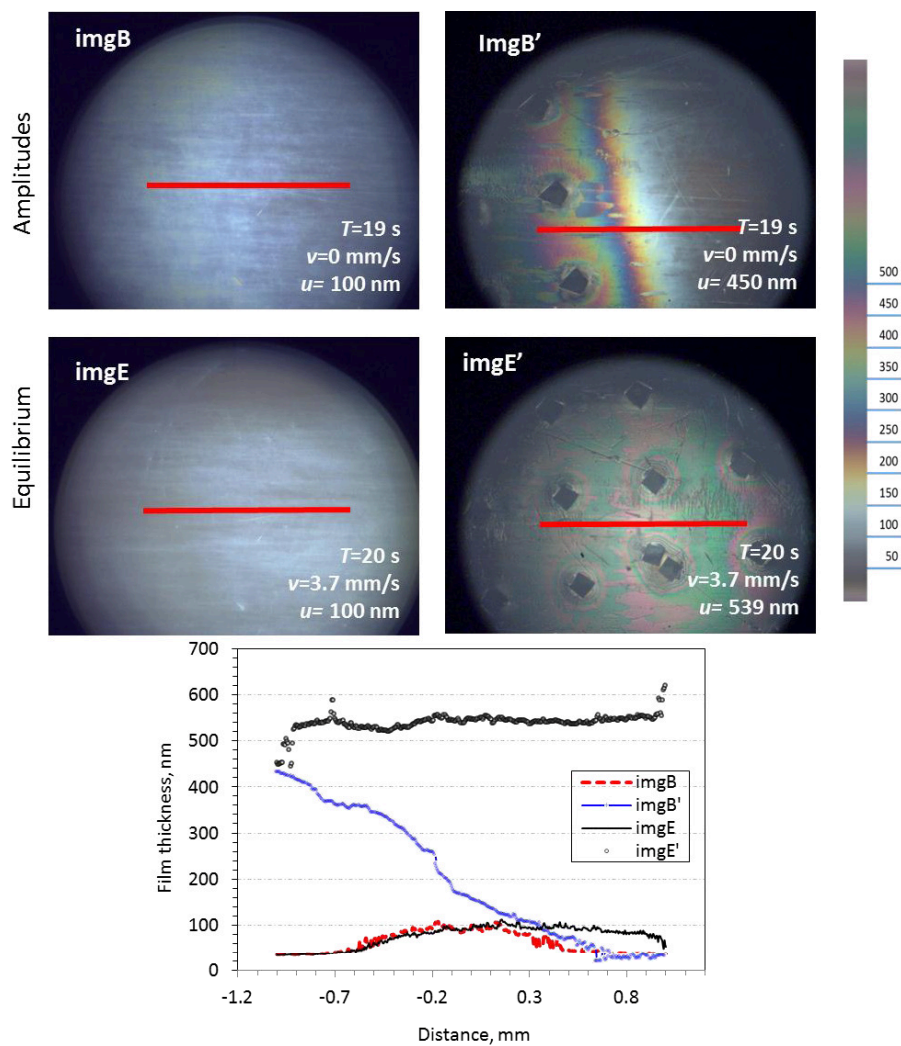 Amplitudes
imgB
T=19 s
v=0 mm/s
u= 100 nm
ImgB’
T=19 s
v=0 mm/s
u= 450 nm
Equilibrium
imgE
T=20 s
v=3.7 mm/s
u= 100 nm
imgE’
T=20 s
v=3.7 mm/s
u= 539 nm
500
450
400
350
300
250
200
150
100
50
Film thickness, nm
700
600
500
400
300
200
100
0
imgB
imgB'
imgE
imgE'
-1.2 -0.7 -0.2 0.3 0.8
Distance, mm